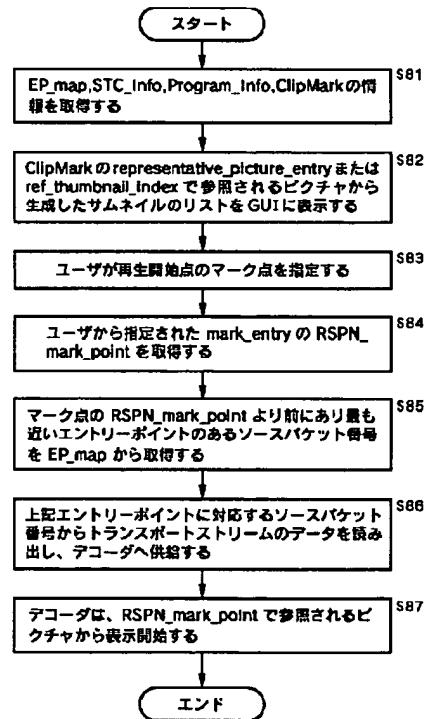 スタート
S81
EP_map,STC_Info,Program_Info,ClipMarkの情
報を取得する
S82
ClipMarkのrepresentative_picture_entryまたは
ref_thumbnail_indexで参照されるピクチャから
生成したサムネイルのリストをGUIに表示する
S83
ユーザが再生開始点のマーク点を指定する
S84
ユーザから指定された mark_entryの RSPN_
mark_pointを取得する
S85
マーク点の RSPN_mark_pointより前にあり最も
近いエントリーポイントのあるソースパケット番号
を EP_mapから取得する
S86
上記エントリーポイントに対応するソースパケット
番号からトランスポートストリームのデータを読み
出し、デコーダへ供給する
S87
デコーダは、RSPN_mark_pointで参照されるピ
クチャから表示開始する
エンド